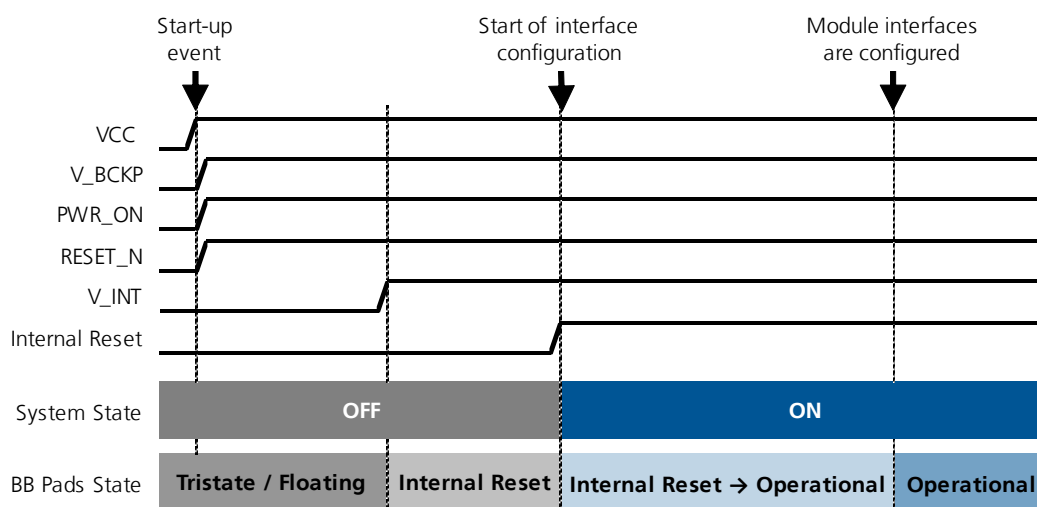 Start-up
event
Start of interface
configuration
Module interfaces
are configured
VCC
V_BCKP
PWR_ON
RESET_N
V_INT
Internal Reset
System State
OFF
ON
BB Pads State
Tristate / Floating
Internal Reset
Internal Reset → Operational
Operational